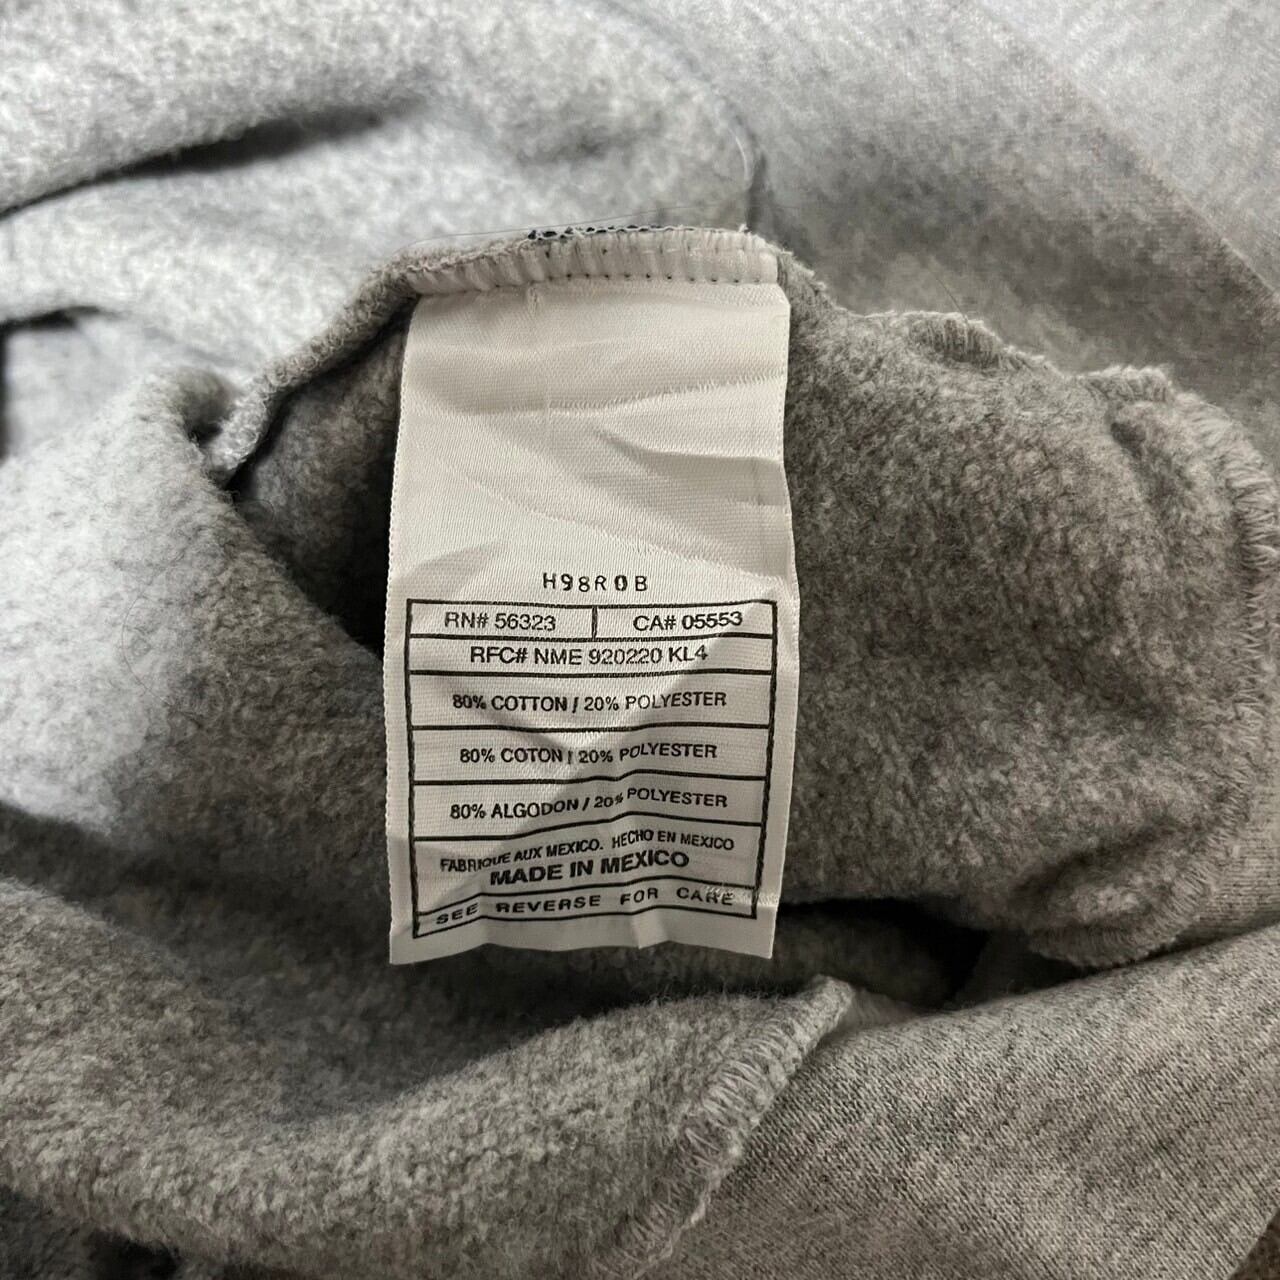 H98R0B
RN# 56323 CA# 05553
RFC# NME 920220 KL4
80% COTTON / 20% POLYESTER
80% COTON / 20% POLYESTER
80% ALGODON / 20% POLYESTER
FABRIQUE AUX MEXICO. HECHO EN MEXICO
MADE IN MEXICO
SEE REVERSE FOR CARE